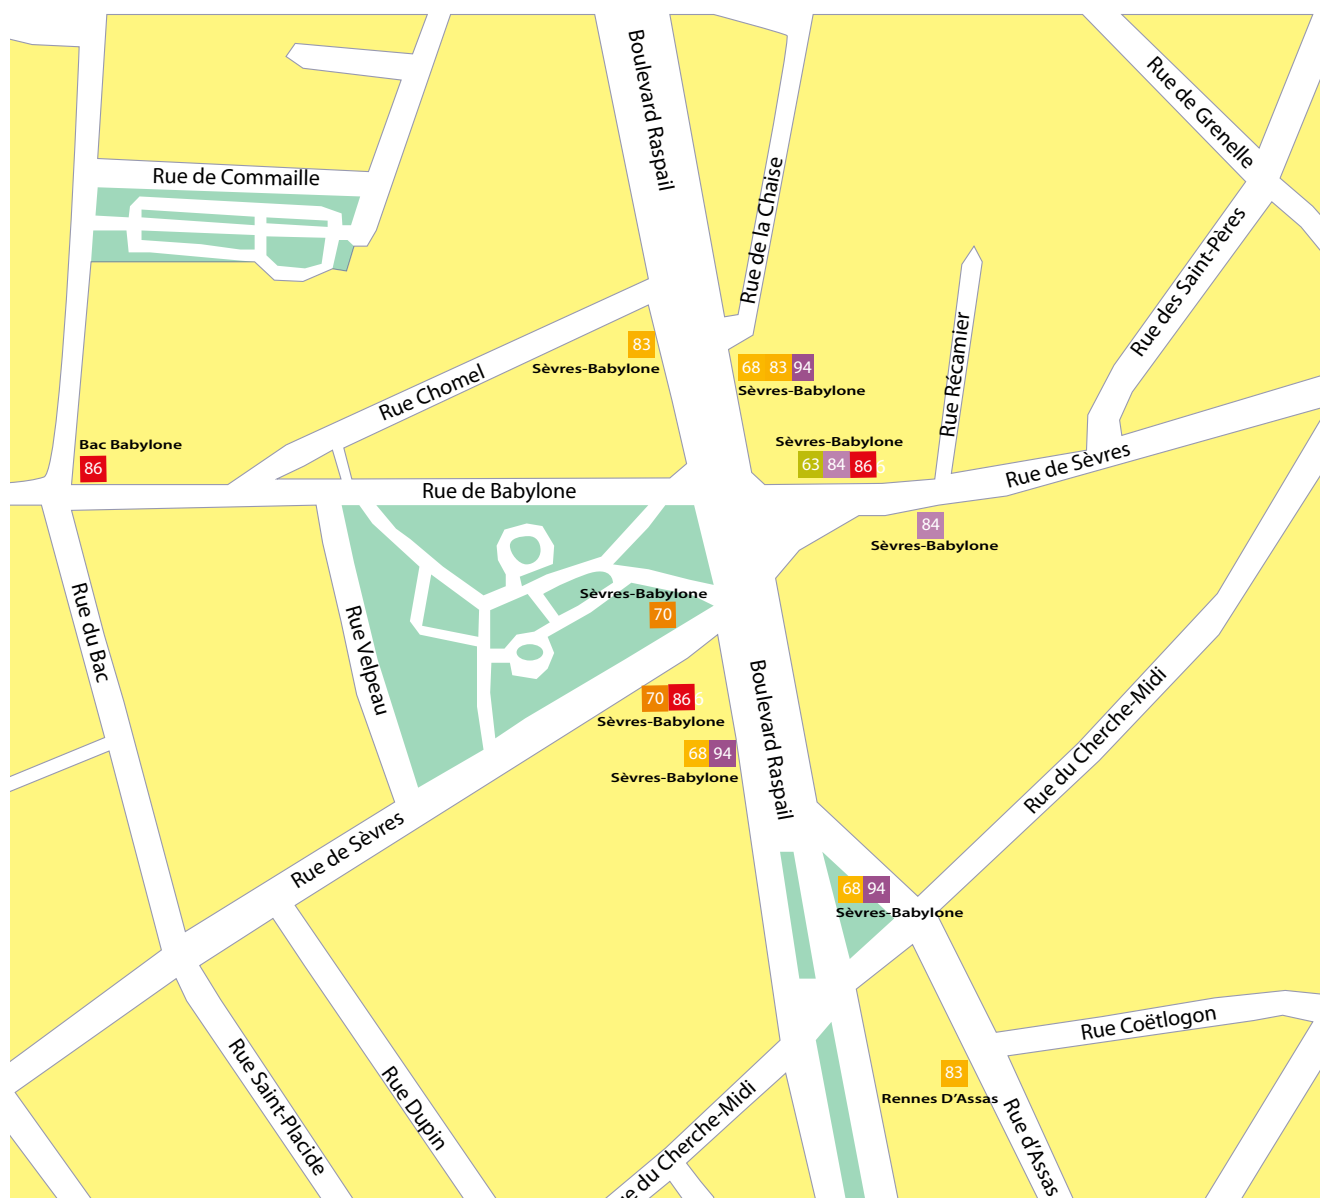 Boulevard Raspail
Rue de Grenelle
Rue de Commaille
Rue de la Chaise
Rue des Saint-Pères
83
Sèvres-Babylone
68 83 94
Sèvres-Babylone
Rue Récamier
Rue Chomel
Bac Babylone
86
Sèvres-Babylone
63 84 86
Rue de Sèvres
Rue de Babylone
84
Sèvres-Babylone
Rue du Bac
Rue Velpeau
Sèvres-Babylone
70
70 86
Sèvres-Babylone
68 94
Sèvres-Babylone
Boulevard Raspail
Rue du Cherche-Midi
Rue de Sèvres
68 94
Sèvres-Babylone
Rue Coëtlogon
83
Rennes D'Assas
Rue Saint-Placide
Rue Dupin
e du Cherche-Midi
Rue d'Assas